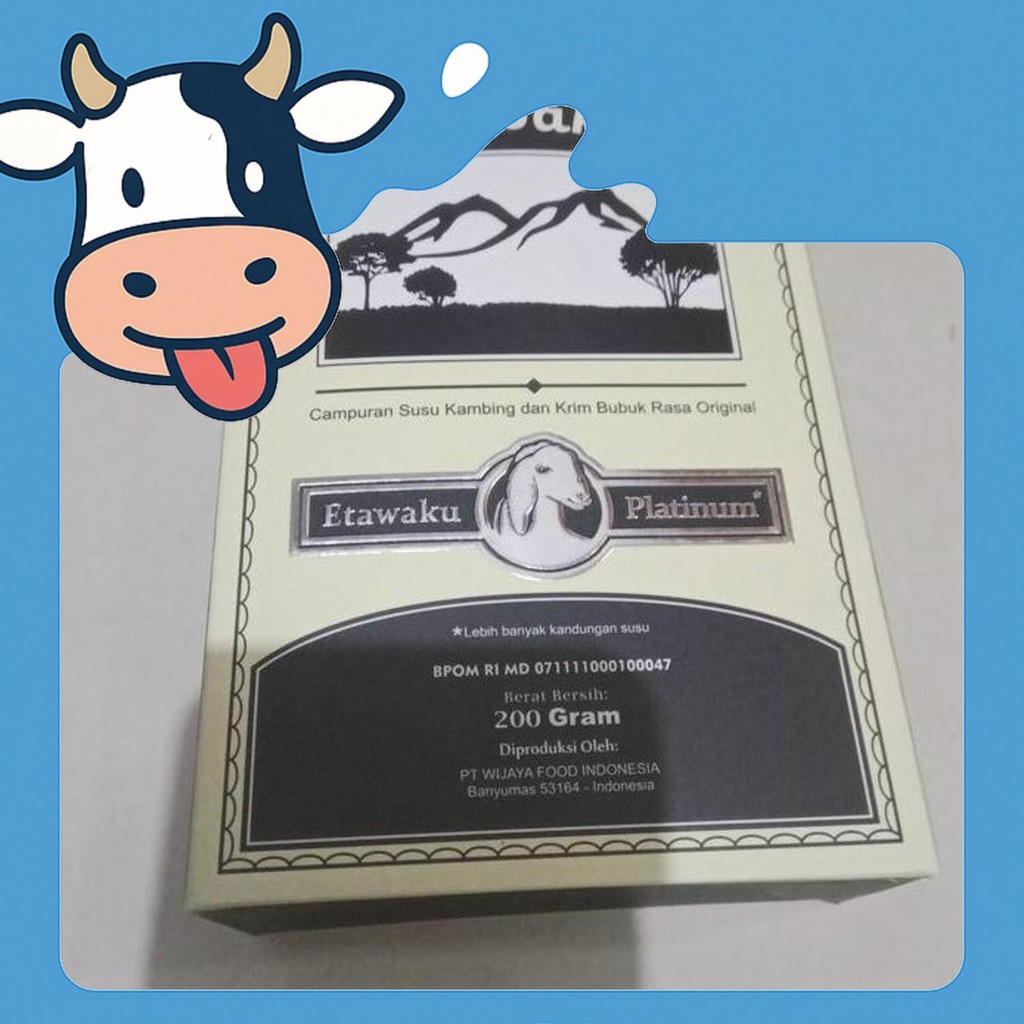 Campuran Susu Kambing dan Krim Bubuk Rasa Original
Etawaku Platinum*
*Lebih banyak kandungan susu
BPOM RI MD 071111000100047
Berat Bersih:
200 Gram
Diproduksi Oleh:
PT WIJAYA FOOD INDONESIA
Banyumas 53164 - Indonesia